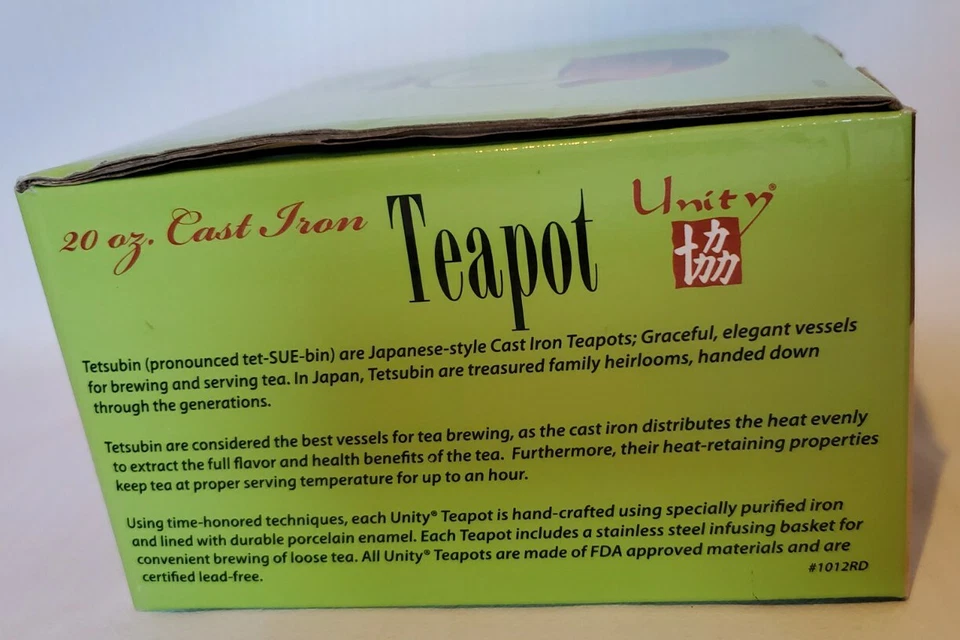 20 oz. Cast Iron Teapot Unity®
協
Tetsubin (pronounced tet-SUE-bin) are Japanese-style Cast Iron Teapots; Graceful, elegant vessels
for brewing and serving tea. In Japan, Tetsubin are treasured family heirlooms, handed down
through the generations.
Tetsubin are considered the best vessels for tea brewing, as the cast iron distributes the heat evenly
to extract the full flavor and health benefits of the tea. Furthermore, their heat-retaining properties
keep tea at proper serving temperature for up to an hour.
Using time-honored techniques, each Unity® Teapot is hand-crafted using specially purified iron
and lined with durable porcelain enamel. Each Teapot includes a stainless steel infusing basket for
convenient brewing of loose tea. All Unity® Teapots are made of FDA approved materials and are
certified lead-free.
#1012RD